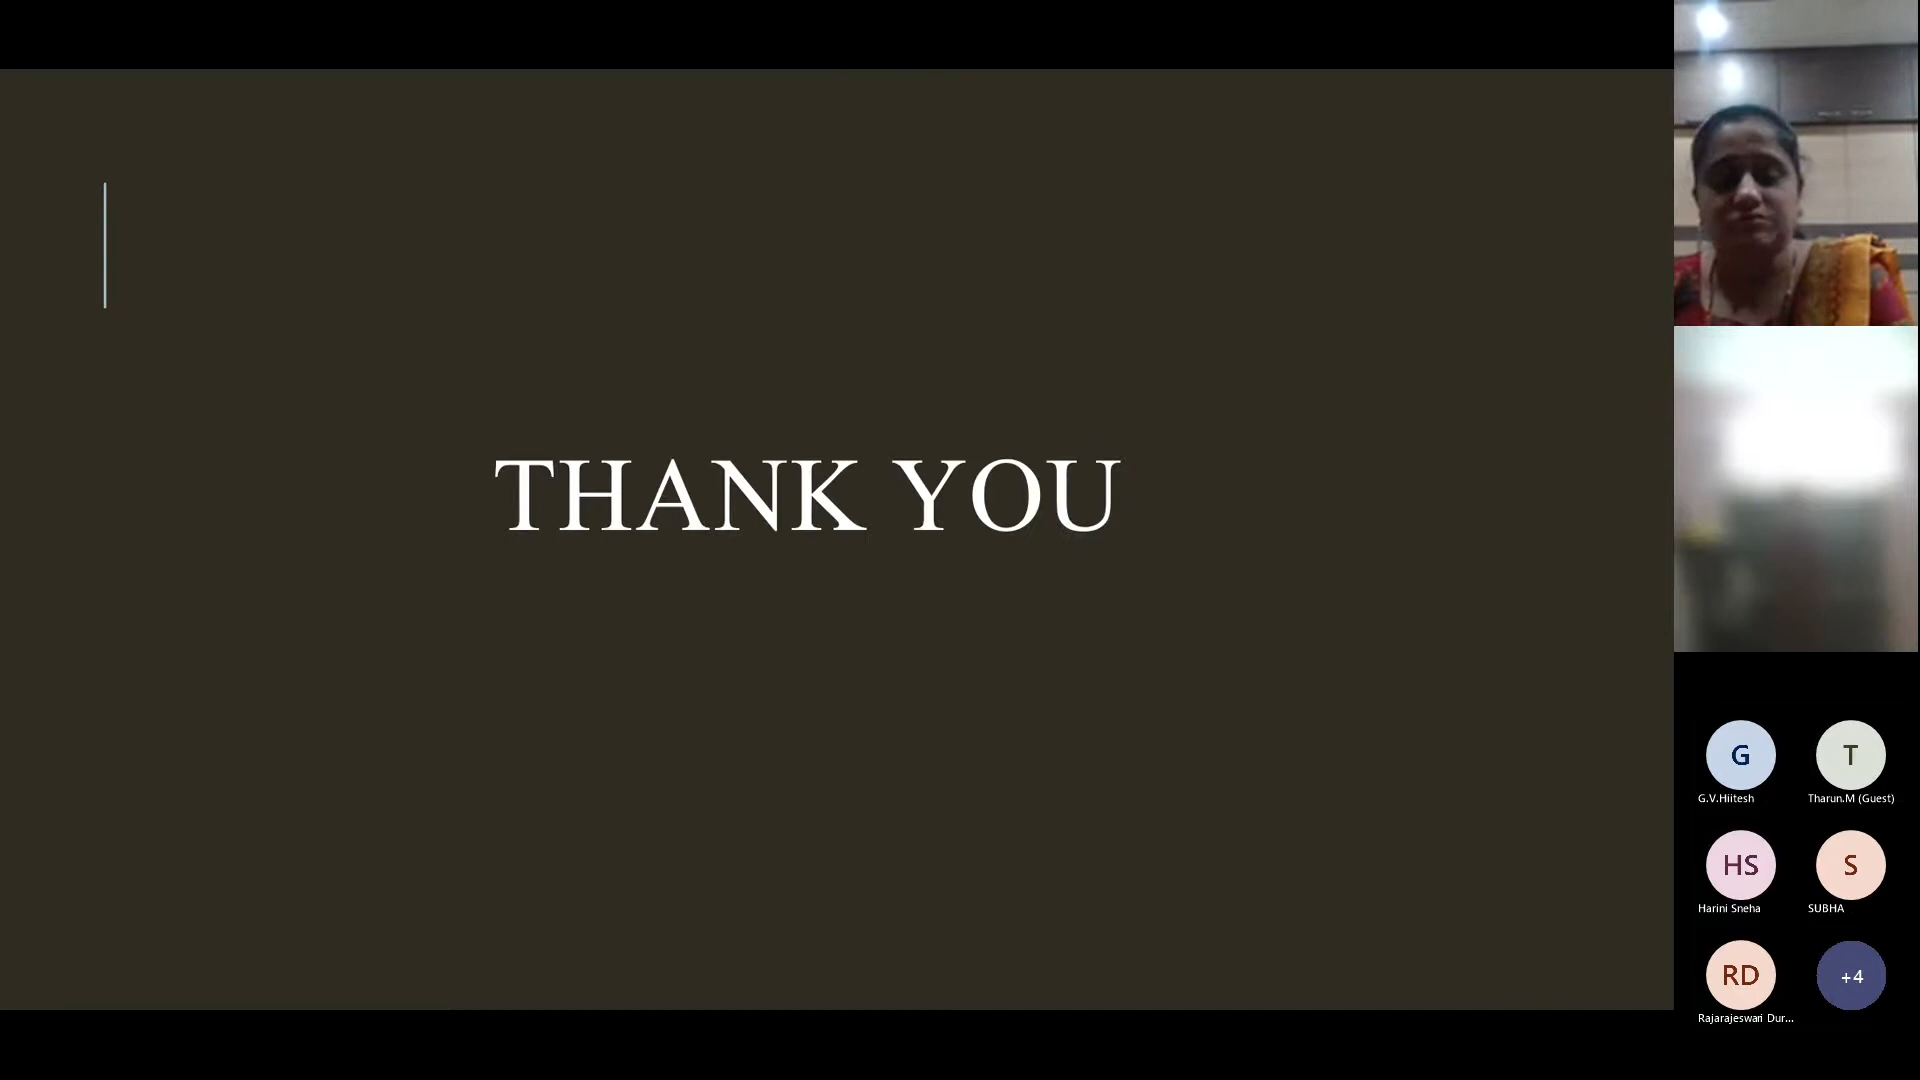 THANK YOU
G
T
G.V.Hiitesh
Tharun.M (Guest)
HS
S
Harini Sneha
SUBHA
RD
+4
Rajarajeswari Dur...